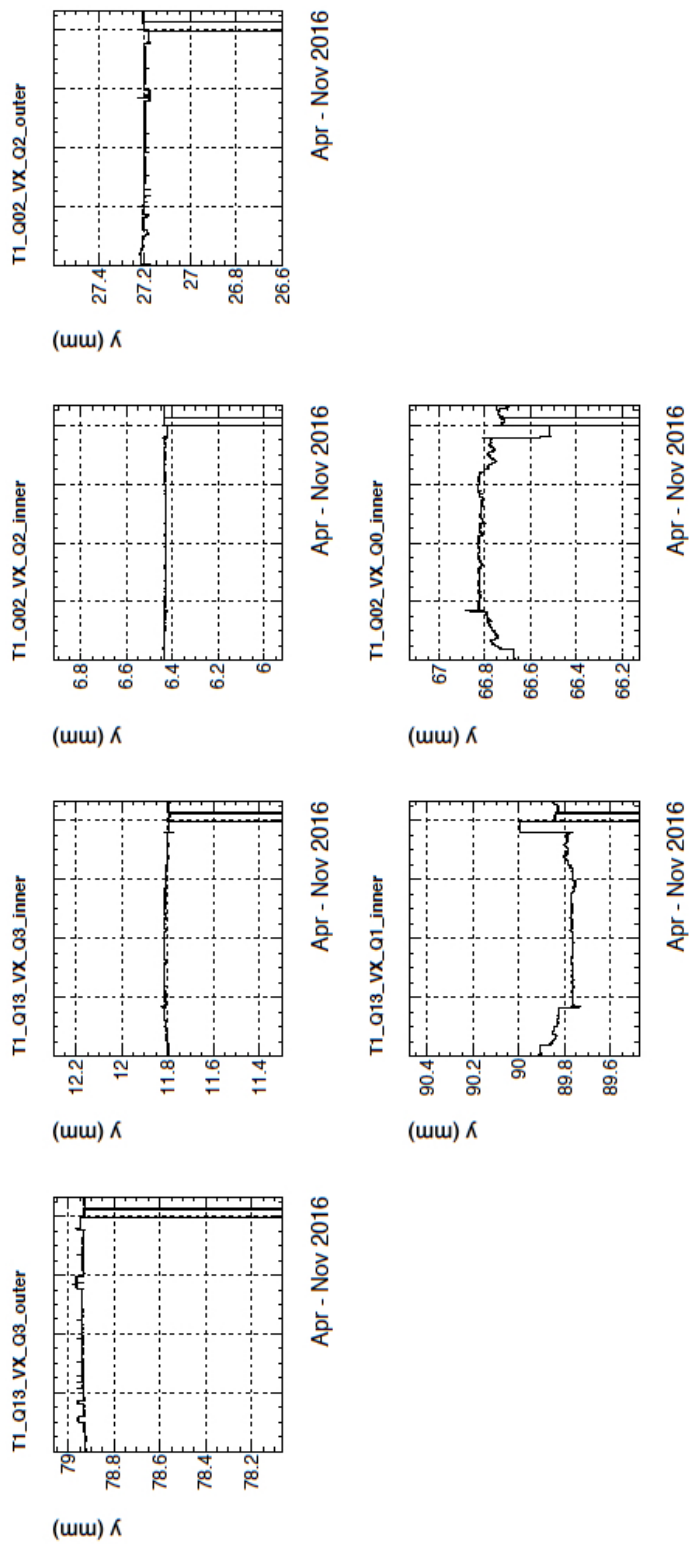 T1_Q02_VX_Q2_outer
y (mm)
27.4
27.2
27
26.8
26.6
Apr - Nov 2016
T1_Q02_VX_Q2_inner
y (mm)
6.8
6.6
6.4
6.2
6
Apr - Nov 2016
T1_Q02_VX_Q0_inner
y (mm)
67
66.8
66.6
66.4
66.2
Apr - Nov 2016
T1_Q13_VX_Q3_inner
y (mm)
12.2
12
11.8
11.6
11.4
Apr - Nov 2016
T1_Q13_VX_Q1_inner
y (mm)
90.4
90.2
90
89.8
89.6
Apr - Nov 2016
T1_Q13_VX_Q3_outer
y (mm)
79
78.8
78.6
78.4
78.2
Apr - Nov 2016